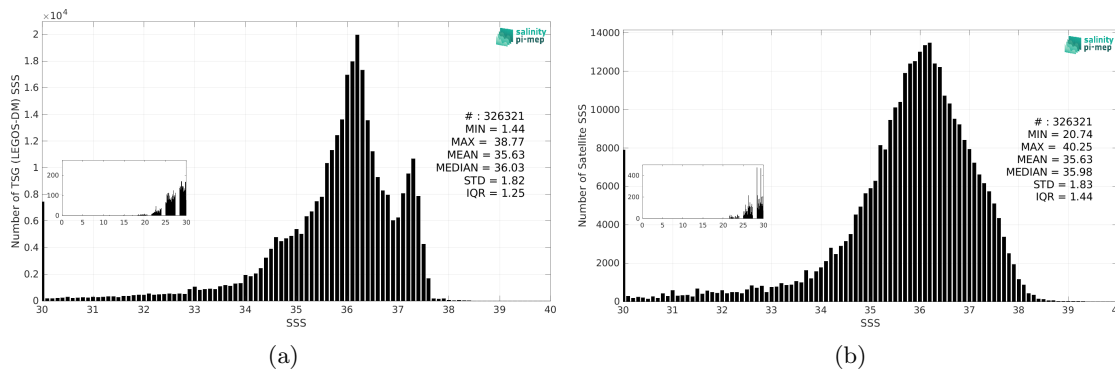 ×10⁴
2
1.8
1.6
1.4
1.2
1
0.8
0.6
0.4
0.2
0
Number of TSG (LEGOS-DM) SSS
salinity
pi-mep
# : 326321
MIN = 1.44
MAX = 38.77
MEAN = 35.63
MEDIAN = 36.03
STD = 1.82
IQR = 1.25
200
100
0
0 5 10 15 20 25 30
30 31 32 33 34 35 36 37 38 39 40
SSS
(a)
14000
12000
10000
8000
6000
4000
2000
0
Number of Satellite SSS
salinity
pi-mep
# : 326321
MIN = 20.74
MAX = 40.25
MEAN = 35.63
MEDIAN = 35.98
STD = 1.83
IQR = 1.44
400
200
0
0 5 10 15 20 25 30
30 31 32 33 34 35 36 37 38 39
SSS
(b)